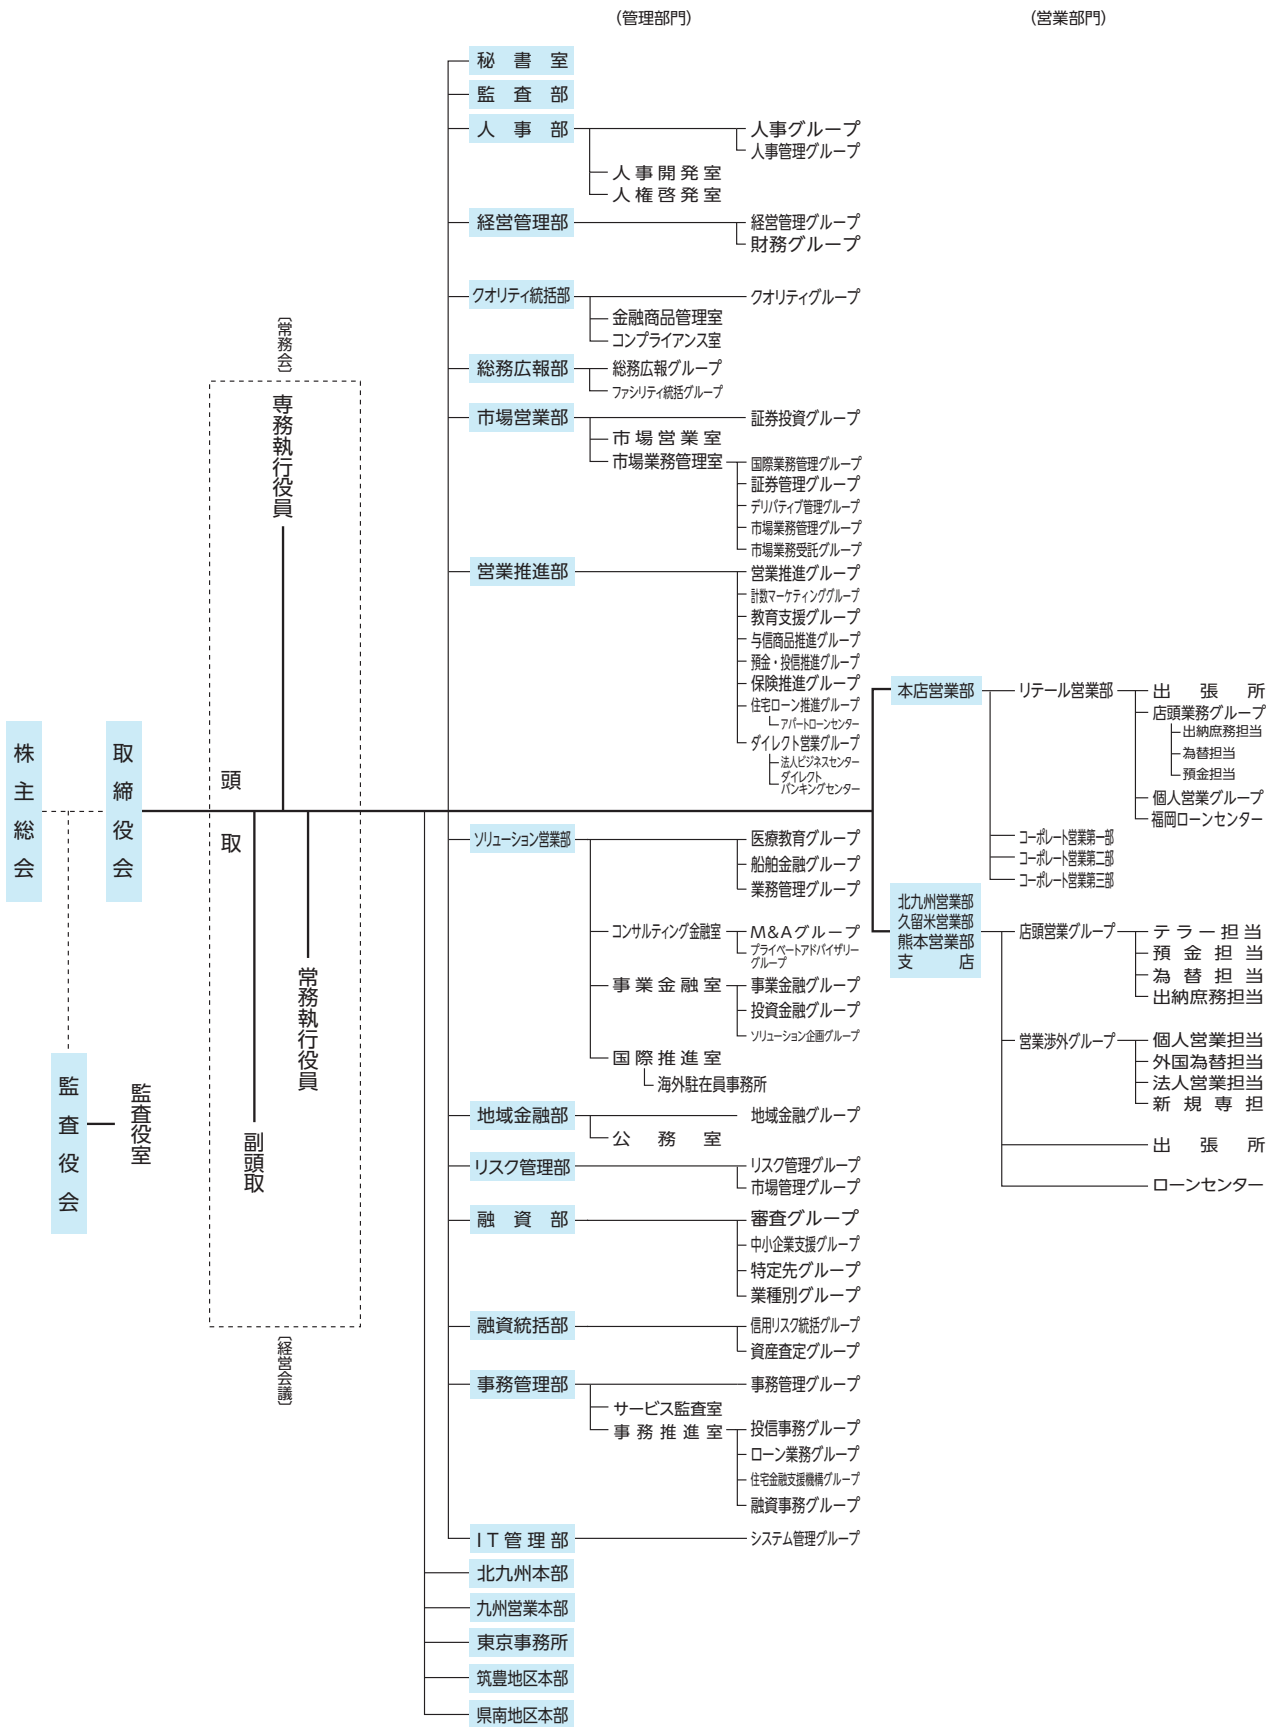 (管理部門)
(営業部門)
株主総会
取締役会
監査役会
監査役室
〔常務会〕
専務執行役員
頭取
副頭取
常務執行役員
〔経営会議〕
秘書室
監査部
人事部
人事グループ
人事管理グループ
人事開発室
人権啓発室
経営管理部
経営管理グループ
財務グループ
クオリティ統括部
クオリティグループ
金融商品管理室
コンプライアンス室
総務広報部
総務広報グループ
ファシリティ統括グループ
市場営業部
証券投資グループ
市場営業室
市場業務管理室
国際業務管理グループ
証券管理グループ
デリバティブ管理グループ
市場業務管理グループ
市場業務受託グループ
営業推進部
営業推進グループ
計数マーケティンググループ
教育支援グループ
与信商品推進グループ
預金・投信推進グループ
保険推進グループ
住宅ローン推進グループ
アパートローンセンター
ダイレクト営業グループ
法人ビジネスセンター
ダイレクト
バンキングセンター
ソリューション営業部
医療教育グループ
船舶金融グループ
業務管理グループ
コンサルティング金融室
M&Aグループ
プライベートアドバイザリー
グループ
事業金融室
事業金融グループ
投資金融グループ
ソリューション企画グループ
国際推進室
海外駐在員事務所
地域金融部
地域金融グループ
公務室
リスク管理部
リスク管理グループ
市場管理グループ
融資部
審査グループ
中小企業支援グループ
特定先グループ
業種別グループ
融資統括部
信用リスク統括グループ
資産査定グループ
事務管理部
事務管理グループ
サービス監査室
事務推進室
投信事務グループ
ローン業務グループ
住宅金融支援機構グループ
融資事務グループ
IT管理部
システム管理グループ
北九州本部
九州営業本部
東京事務所
筑豊地区本部
県南地区本部
本店営業部
リテール営業部
出張所
店頭業務グループ
出納庶務担当
為替担当
預金担当
個人営業グループ
福岡ローンセンター
コーポレート営業第一部
コーポレート営業第二部
コーポレート営業第三部
北九州営業部
久留米営業部
熊本営業部
支店
店頭営業グループ
テラー担当
預金担当
為替担当
出納庶務担当
営業渉外グループ
個人営業担当
外国為替担当
法人営業担当
新規専担
出張所
ローンセンター